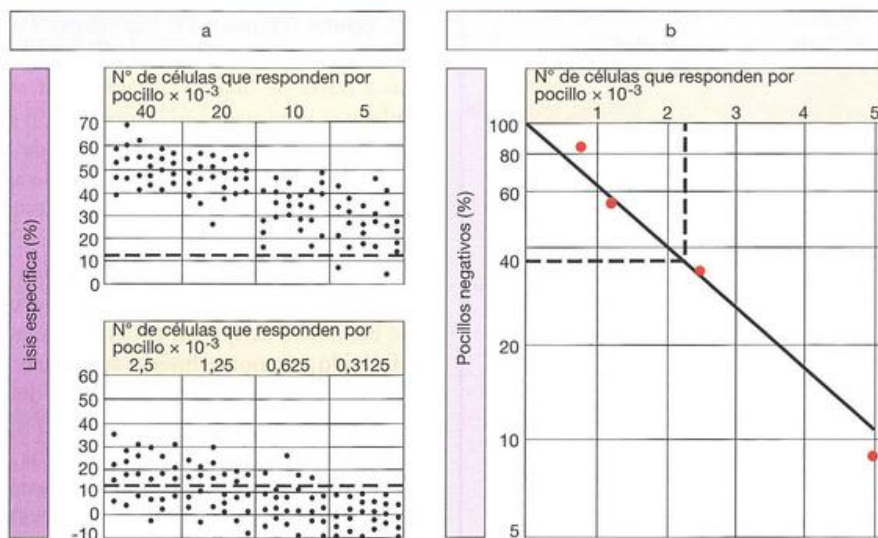 a
Lisis específica (%)
N° de células que responden por
pocillo × 10⁻³
40 20 10 5
70
60
50
40
30
20
10
0
N° de células que responden por
pocillo × 10⁻³
2,5 1,25 0,625 0,3125
60
50
40
30
20
10
0
-10
b
Pocillos negativos (%)
N° de células que responden por
pocillo × 10⁻³
1 2 3 4 5
100
80
60
40
20
10
5